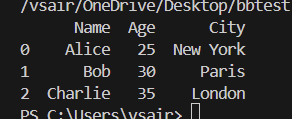 /vsair/OneDrive/Desktop/bbtest
Name Age City
0 Alice 25 New York
1 Bob 30 Paris
2 Charlie 35 London
PS C:\Users\vsair>